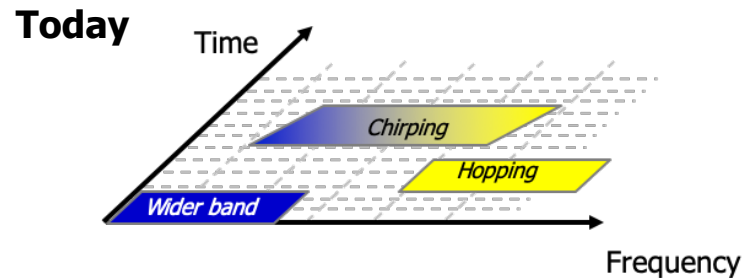 Today
Time
Chirping
Hopping
Wider band
Frequency